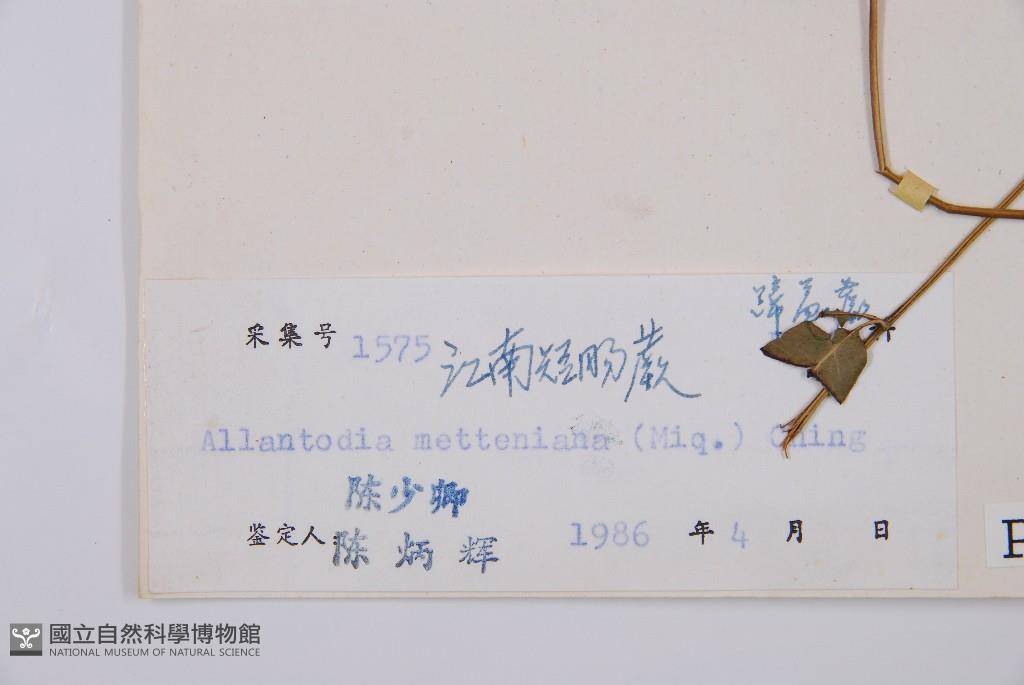 蹄盖蕨
采集号 1575 江南短肠蕨
Allantodia metteniana (Miq.) Ching
陈少卿
鉴定人: 陈炳辉 1986 年 4 月 日
國立自然科學博物館
NATIONAL MUSEUM OF NATURAL SCIENCE